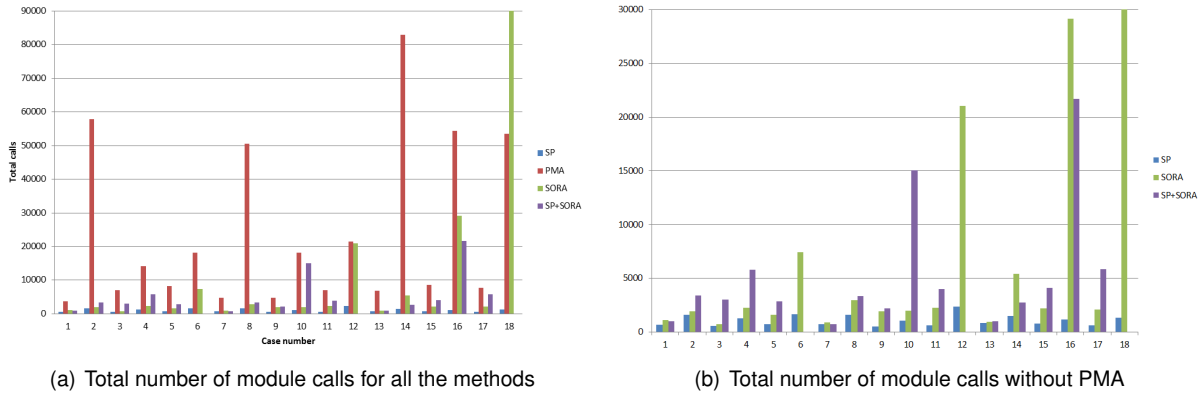 90000
80000
70000
60000
50000
40000
30000
20000
10000
0
Total calls
1 2 3 4 5 6 7 8 9 10 11 12 13 14 15 16 17 18
Case number
SP
PMA
SORA
SP+SORA
(a) Total number of module calls for all the methods
30000
25000
20000
15000
10000
5000
0
1 2 3 4 5 6 7 8 9 10 11 12 13 14 15 16 17 18
SP
SORA
SP+SORA
(b) Total number of module calls without PMA